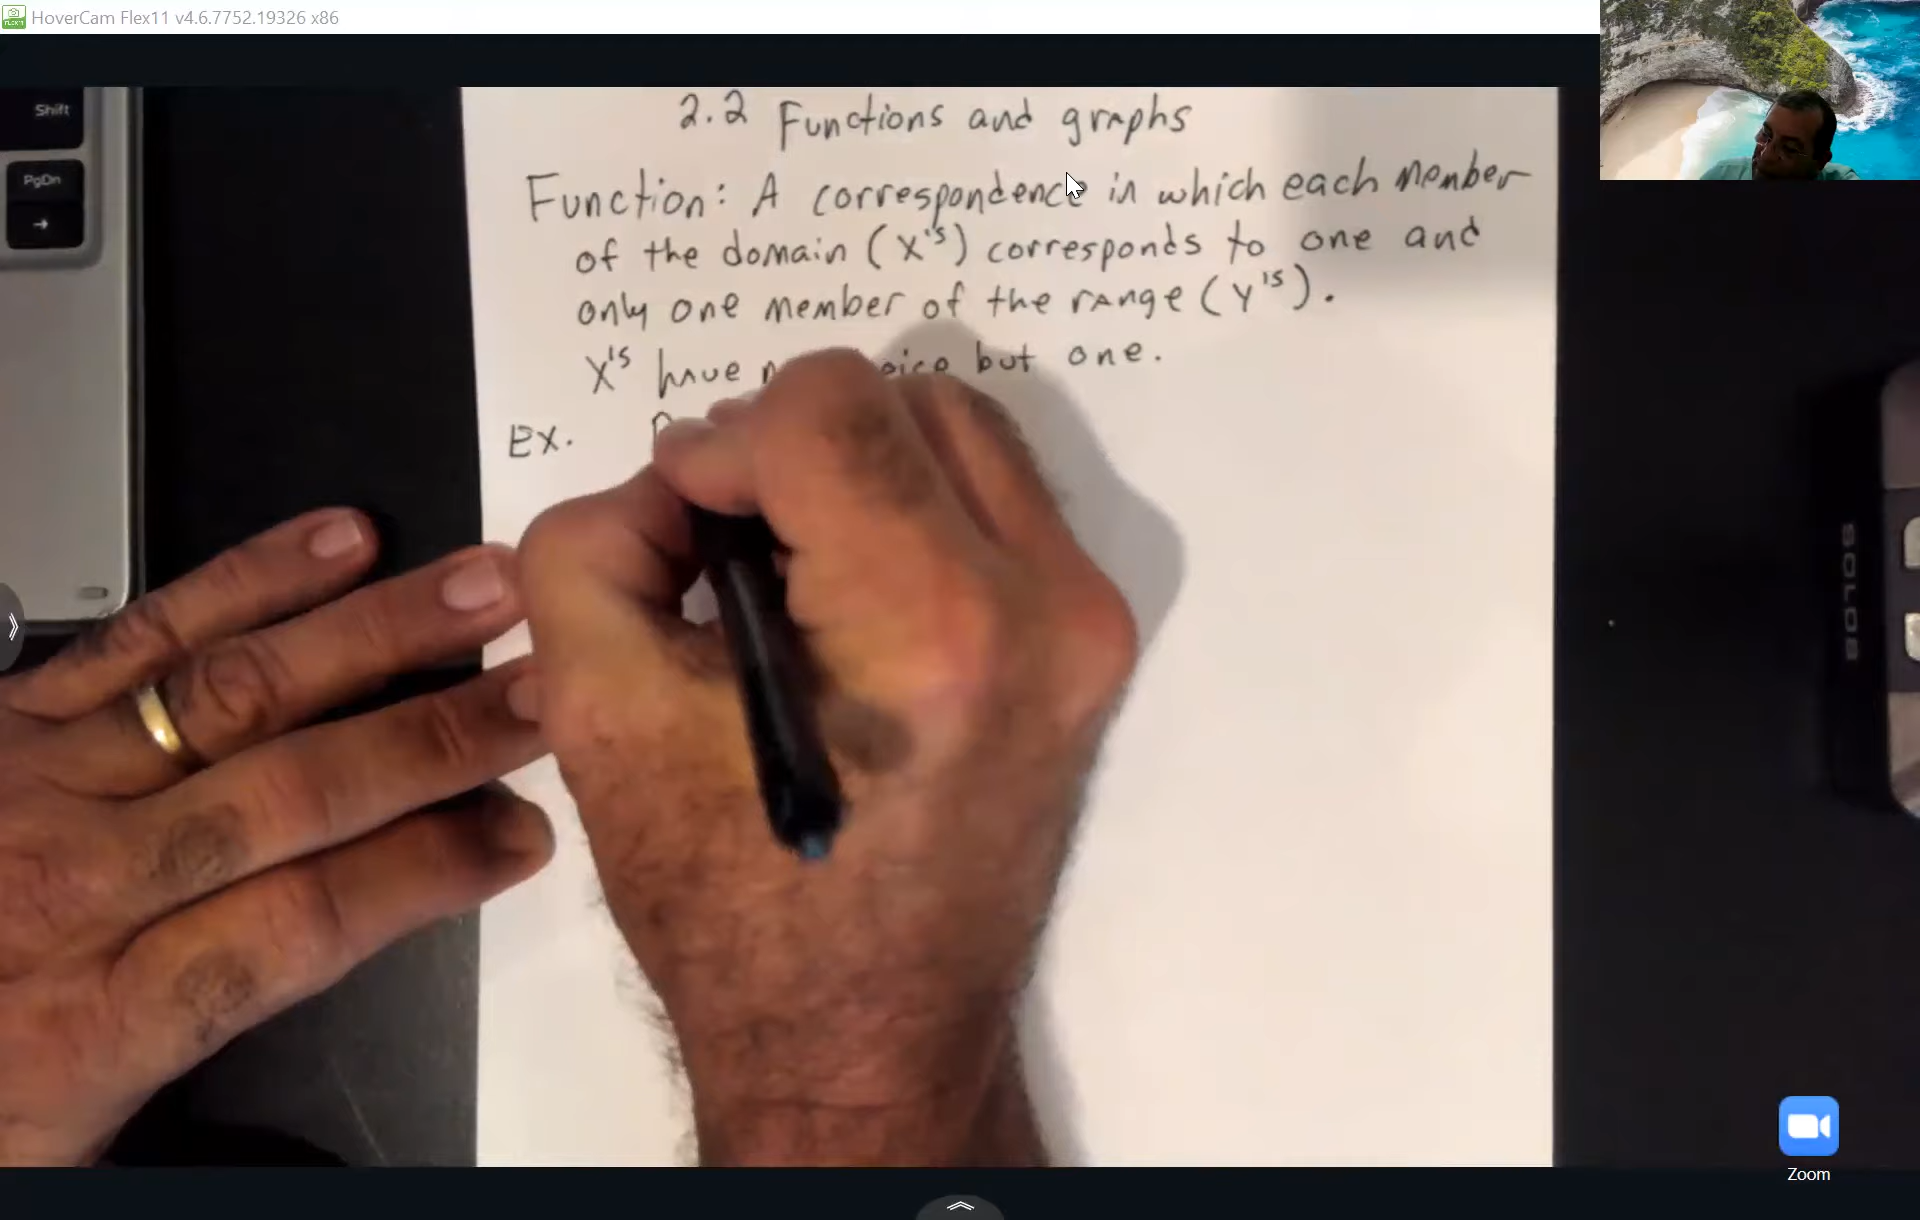 HoverCam Flex11 v4.6.7752.19326 x86
Shift
PgDn
2.2 Functions and graphs
Function: A correspondence in which each member
of the domain (X's) corresponds to one and
only one member of the range (Y's).
X's have but one.
Ex.
SOLOS
Zoom